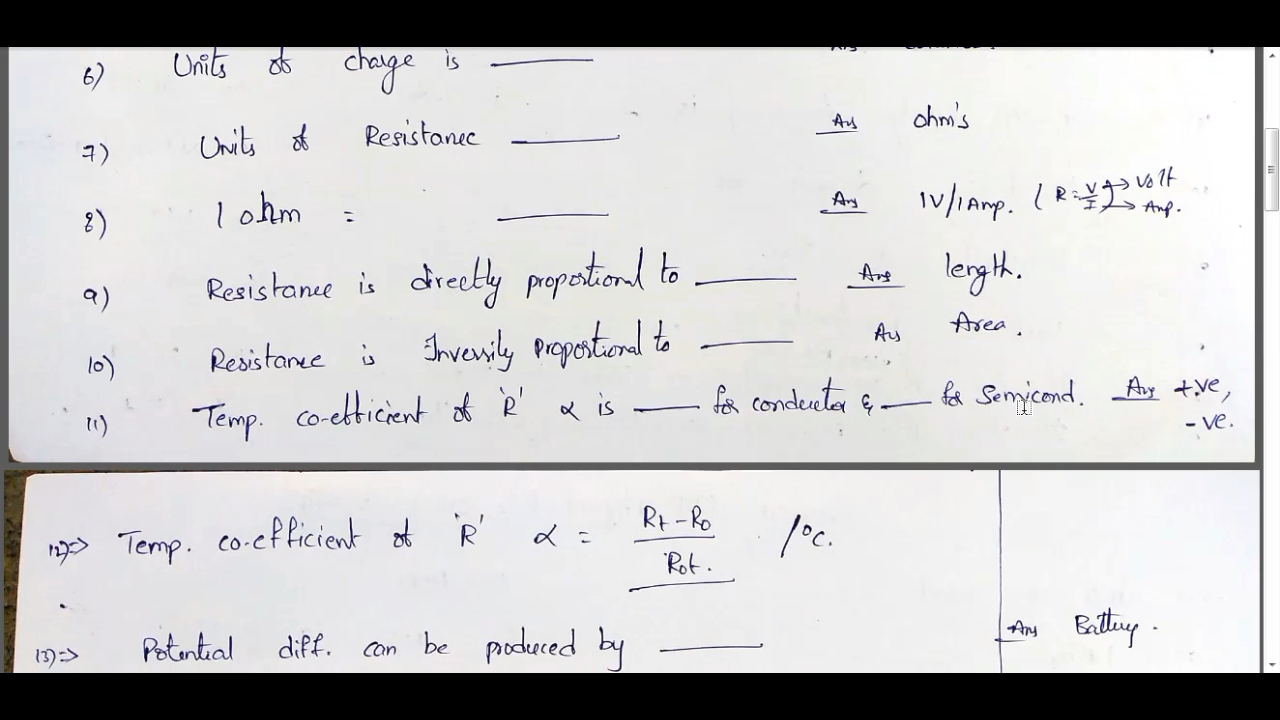 6) Units of charge is ______
7) Units of Resistance ______ Ans ohm's
8) 1 ohm = ______ Ans 1V/1Amp. ( R = V/I ) → Volt → Amp.
9) Resistance is directly proportional to ______ Ans length.
10) Resistance is Inversily proportional to ______ Ans Area.
11) Temp. co-efficient of 'R' α is ____ for conductor & ____ for Semicond. Ans +ve,
-ve.
12)⇒ Temp. co-efficient of 'R' α = Rt - R0 / R0t. /°c.
13)⇒ Potential diff. can be produced by ______ Ans Battery.